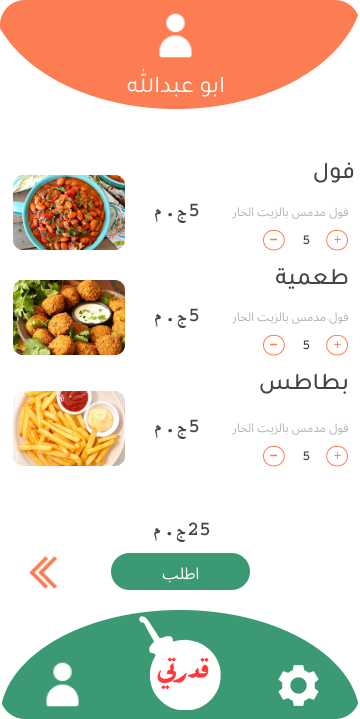 ابو عبدالله
فول
فول مدمس بالزيت الحار
5ج.م
5
طعمية
فول مدمس بالزيت الحار
5ج.م
5
بطاطس
فول مدمس بالزيت الحار
5ج.م
5
25ج.م
اطلب
قدرتي